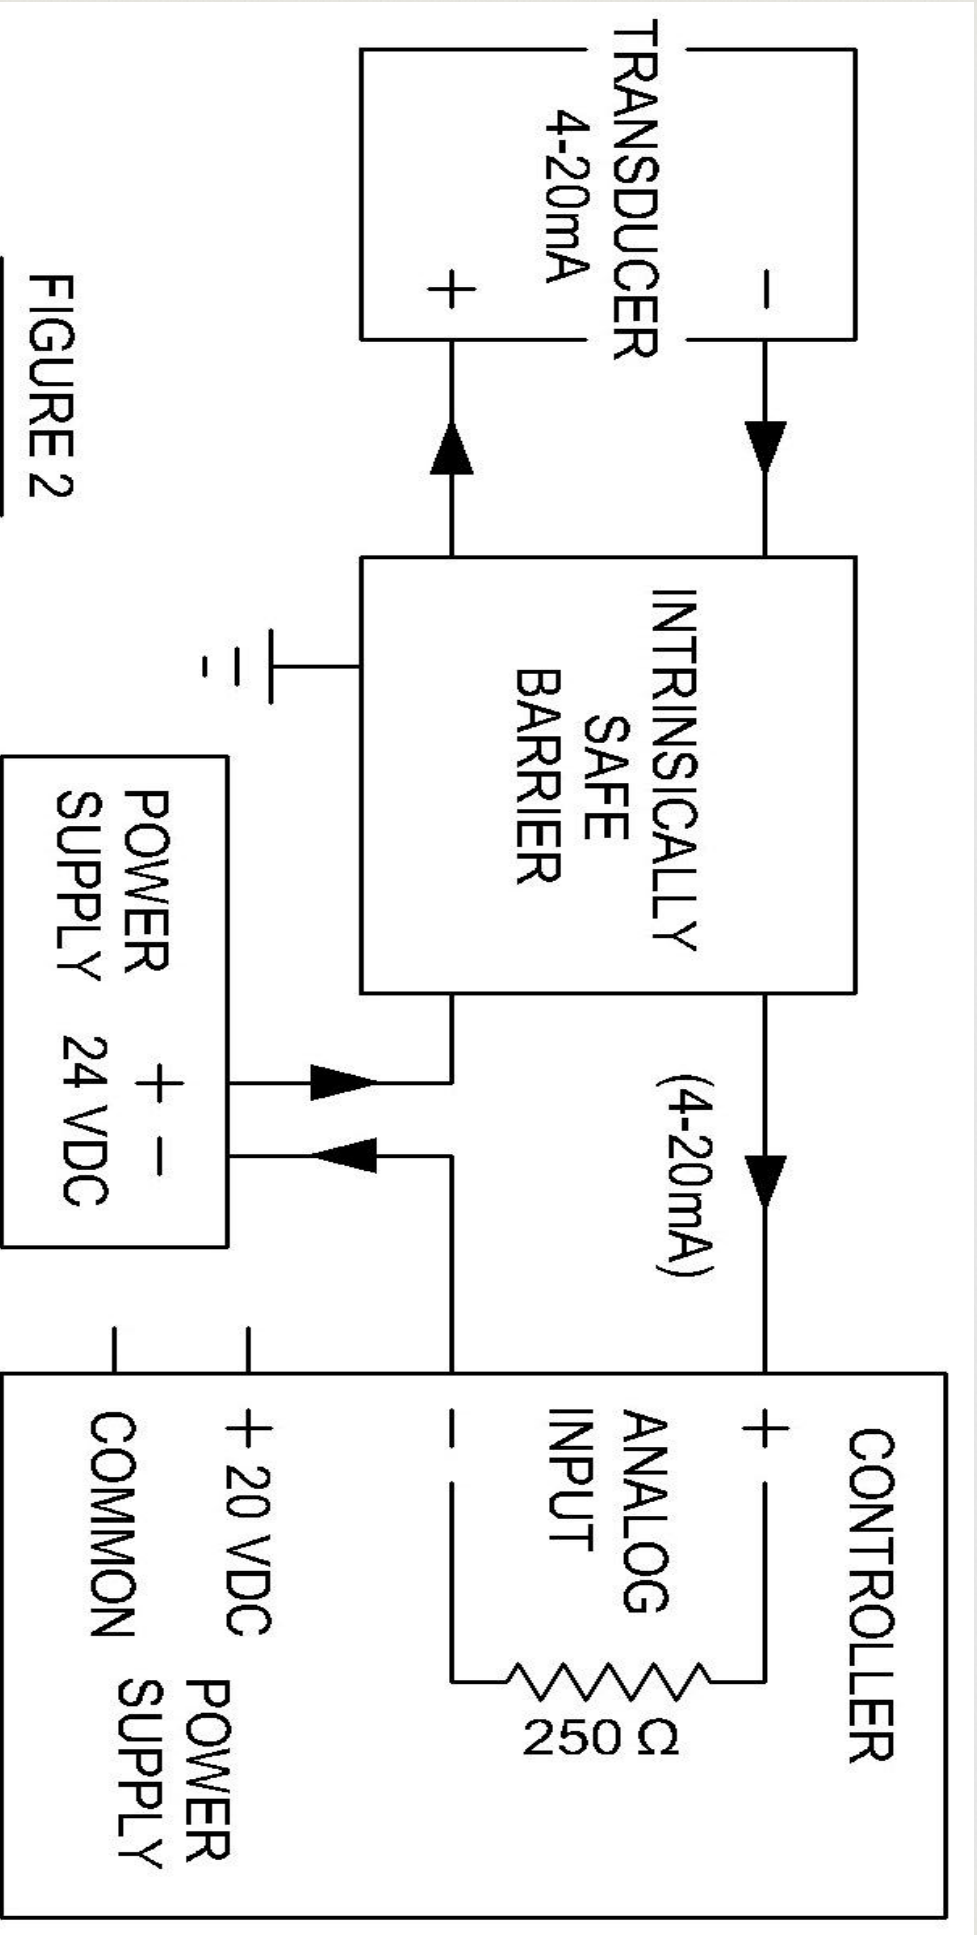 CONTROLLER
TRANSDUCER
4-20mA
−
+
INTRINSICALLY
SAFE
BARRIER
(4-20mA)
+
ANALOG
INPUT
−
250 Ω
+ 20 VDC
COMMON
POWER
SUPPLY
POWER
SUPPLY
+ −
24 VDC
FIGURE 2